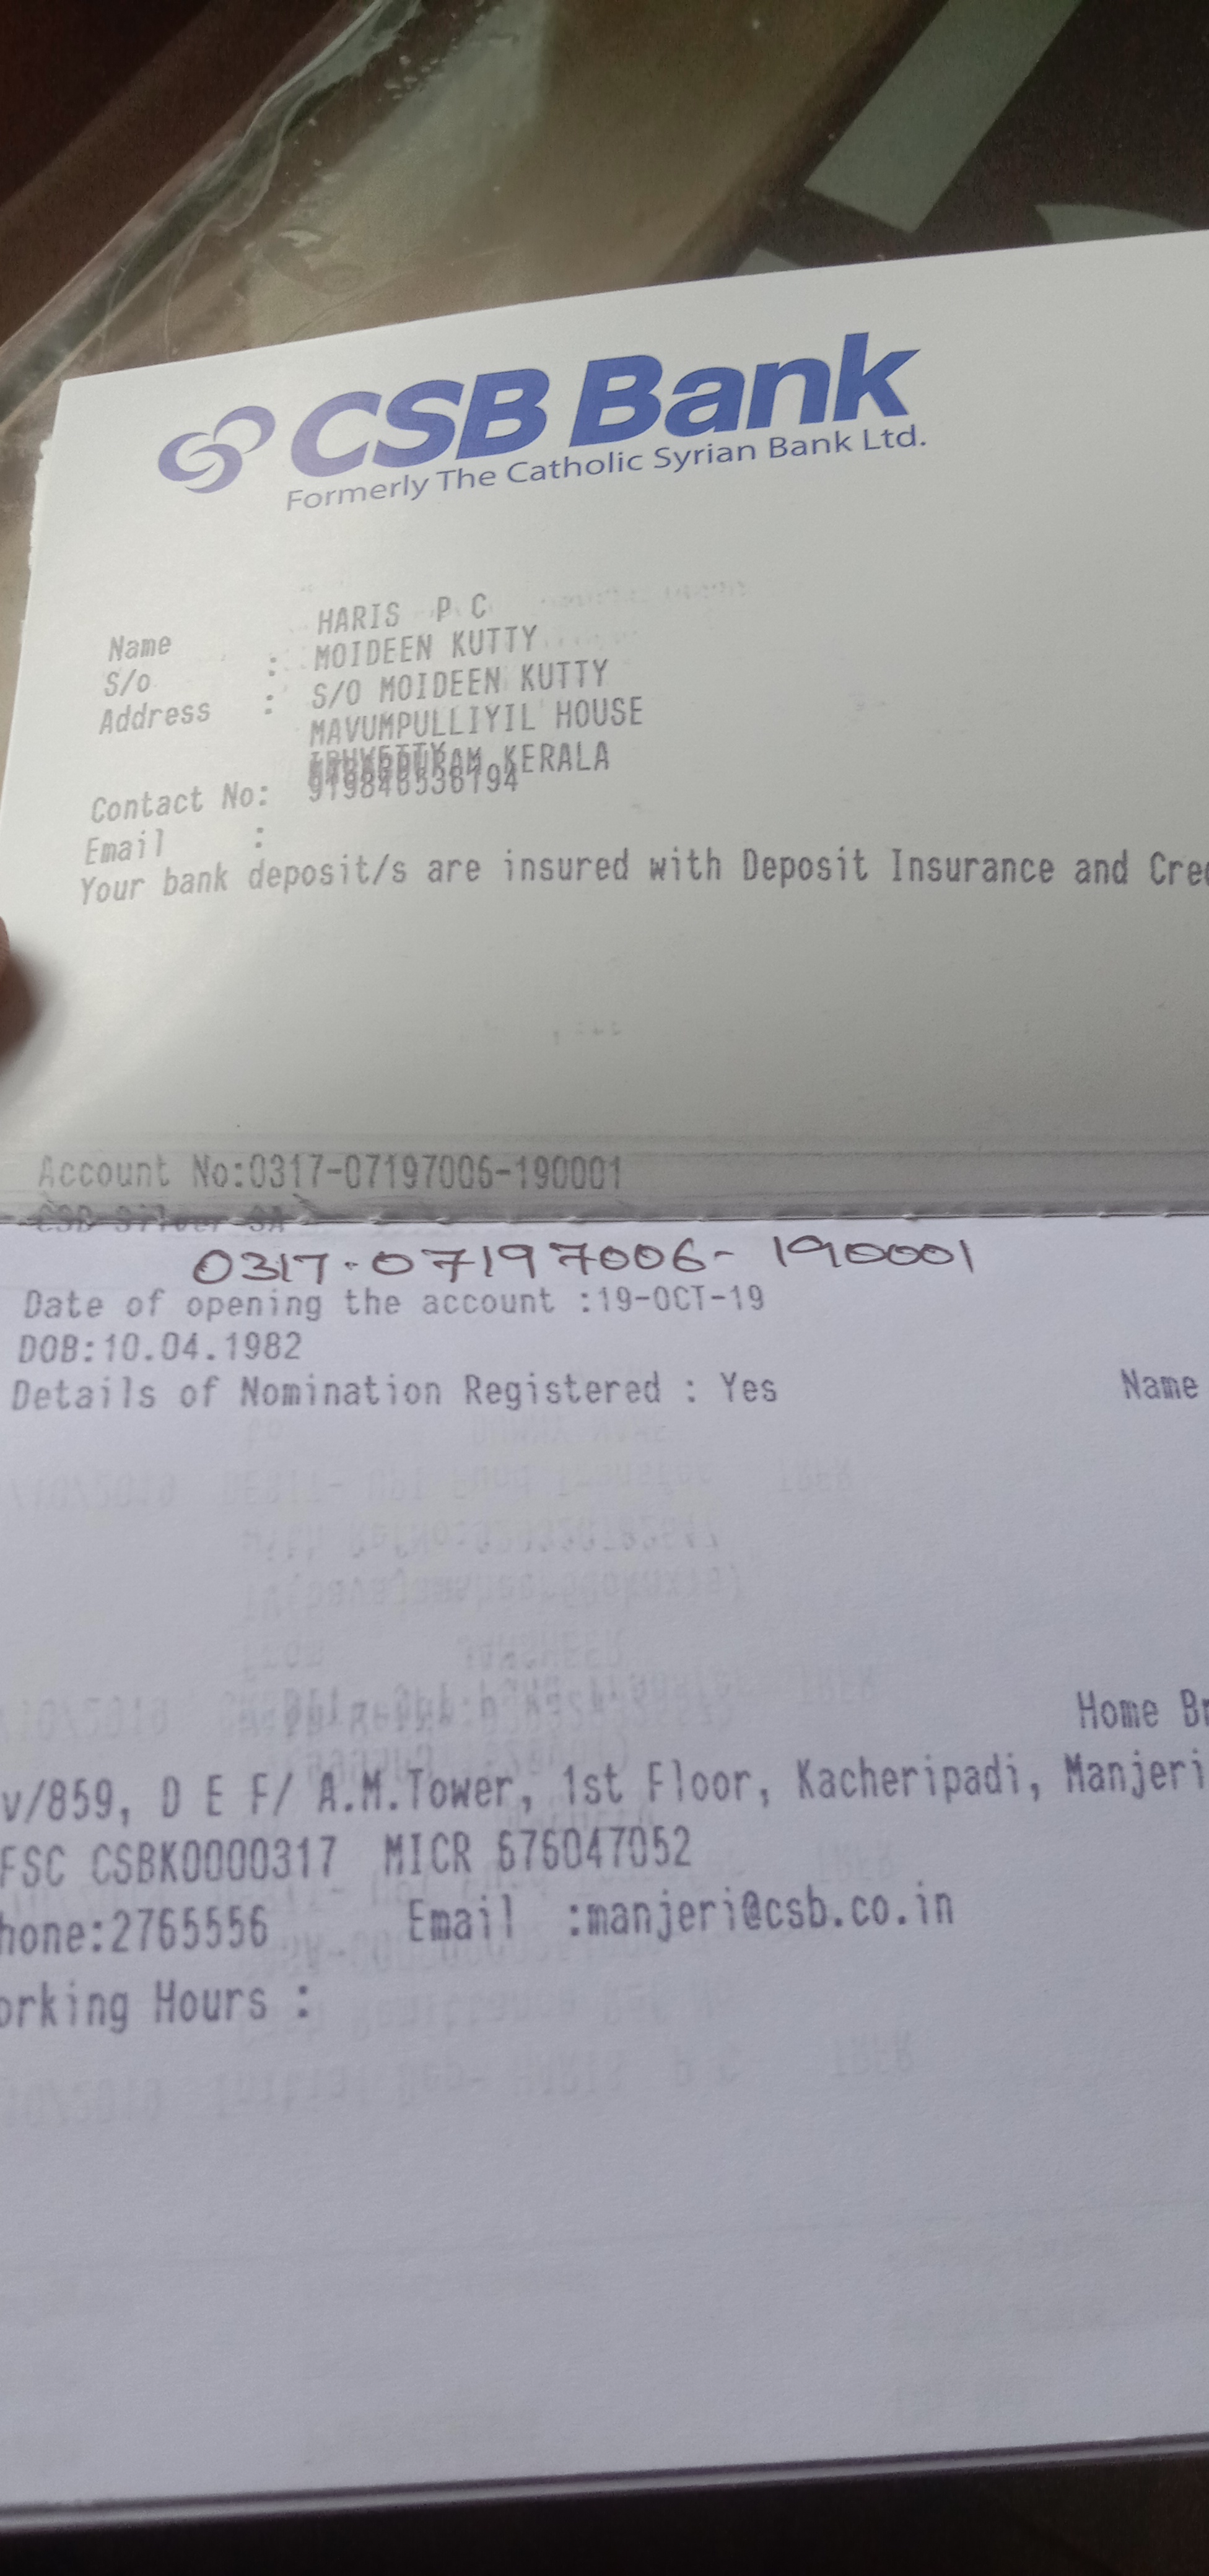 CSB Bank
Formerly The Catholic Syrian Bank Ltd.
Name : HARIS P C
S/o : MOIDEEN KUTTY
Address : S/O MOIDEEN KUTTY
MAVUMPULLIYIL HOUSE
KERALA
Contact No: 919846536194
Email :
Your bank deposit/s are insured with Deposit Insurance and Cre
Account No:0317-07197006-190001
CSB Silver SA
0317-07197006-190001
Date of opening the account :19-OCT-19
DOB:10.04.1982
Details of Nomination Registered : Yes Name
Home Br
v/859, D E F/ A.M.Tower, 1st Floor, Kacheripadi, Manjeri
FSC CSBK0000317 MICR 676047052
hone:2765556 Email :manjeri@csb.co.in
orking Hours :